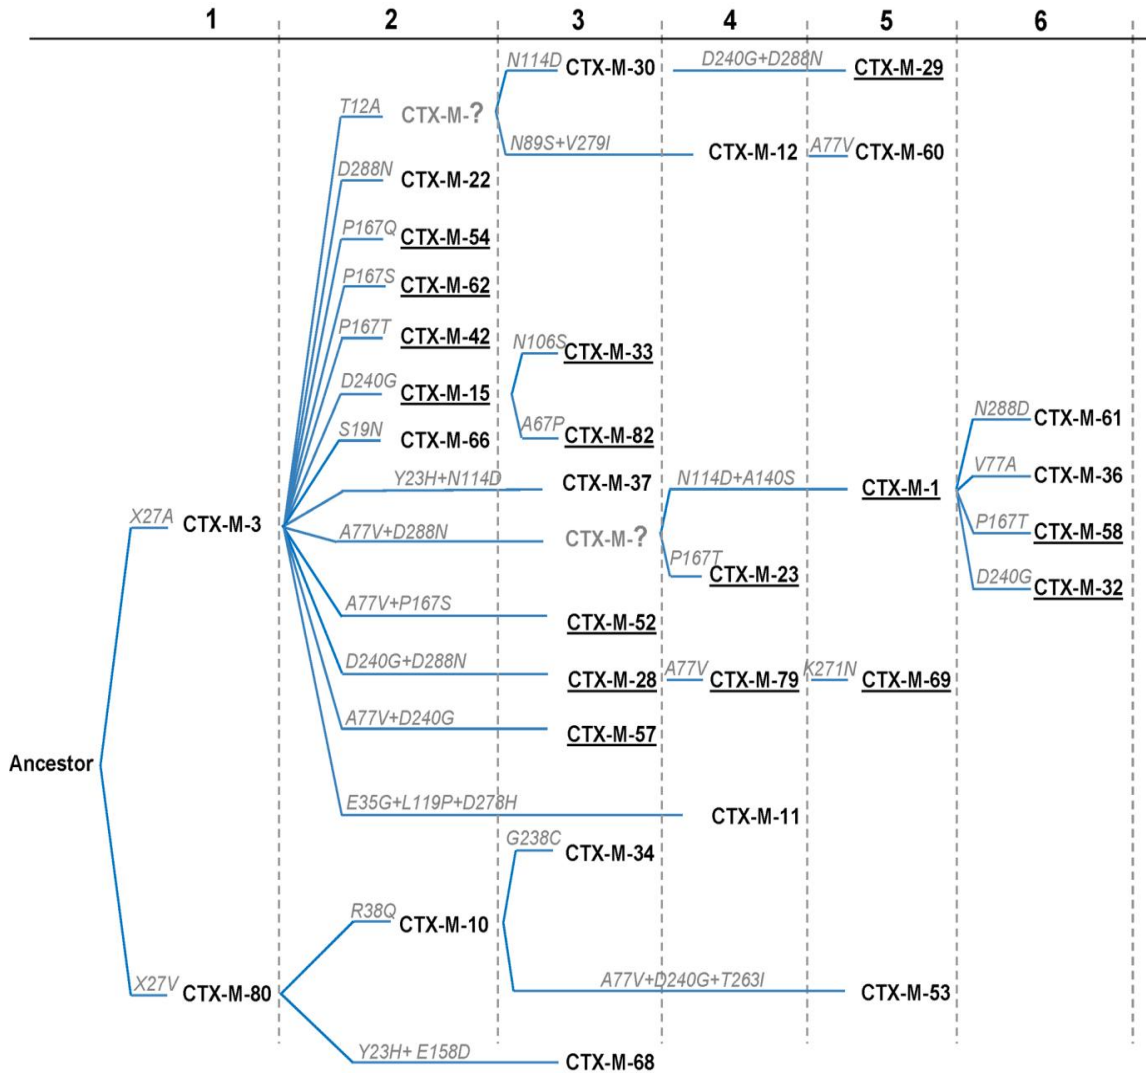 1 2 3 4 5 6
N114D CTX-M-30 D240G+D288N CTX-M-29
T12A CTX-M-?
N89S+V279I CTX-M-12 A77V CTX-M-60
D288N CTX-M-22
P167Q CTX-M-54
P167S CTX-M-62
P167T CTX-M-42
N106S CTX-M-33
D240G CTX-M-15
A67P CTX-M-82
N288D CTX-M-61
S19N CTX-M-66
Y23H+N114D CTX-M-37
N114D+A140S CTX-M-1
V77A CTX-M-36
X27A CTX-M-3
A77V+D288N CTX-M-?
P167T CTX-M-58
P167T CTX-M-23
D240G CTX-M-32
A77V+P167S CTX-M-52
D240G+D288N CTX-M-28 A77V CTX-M-79 K271N CTX-M-69
A77V+D240G CTX-M-57
Ancestor
E35G+L119P+D278H CTX-M-11
G238C CTX-M-34
R38Q CTX-M-10
A77V+D240G+T263I CTX-M-53
X27V CTX-M-80
Y23H+ E158D CTX-M-68